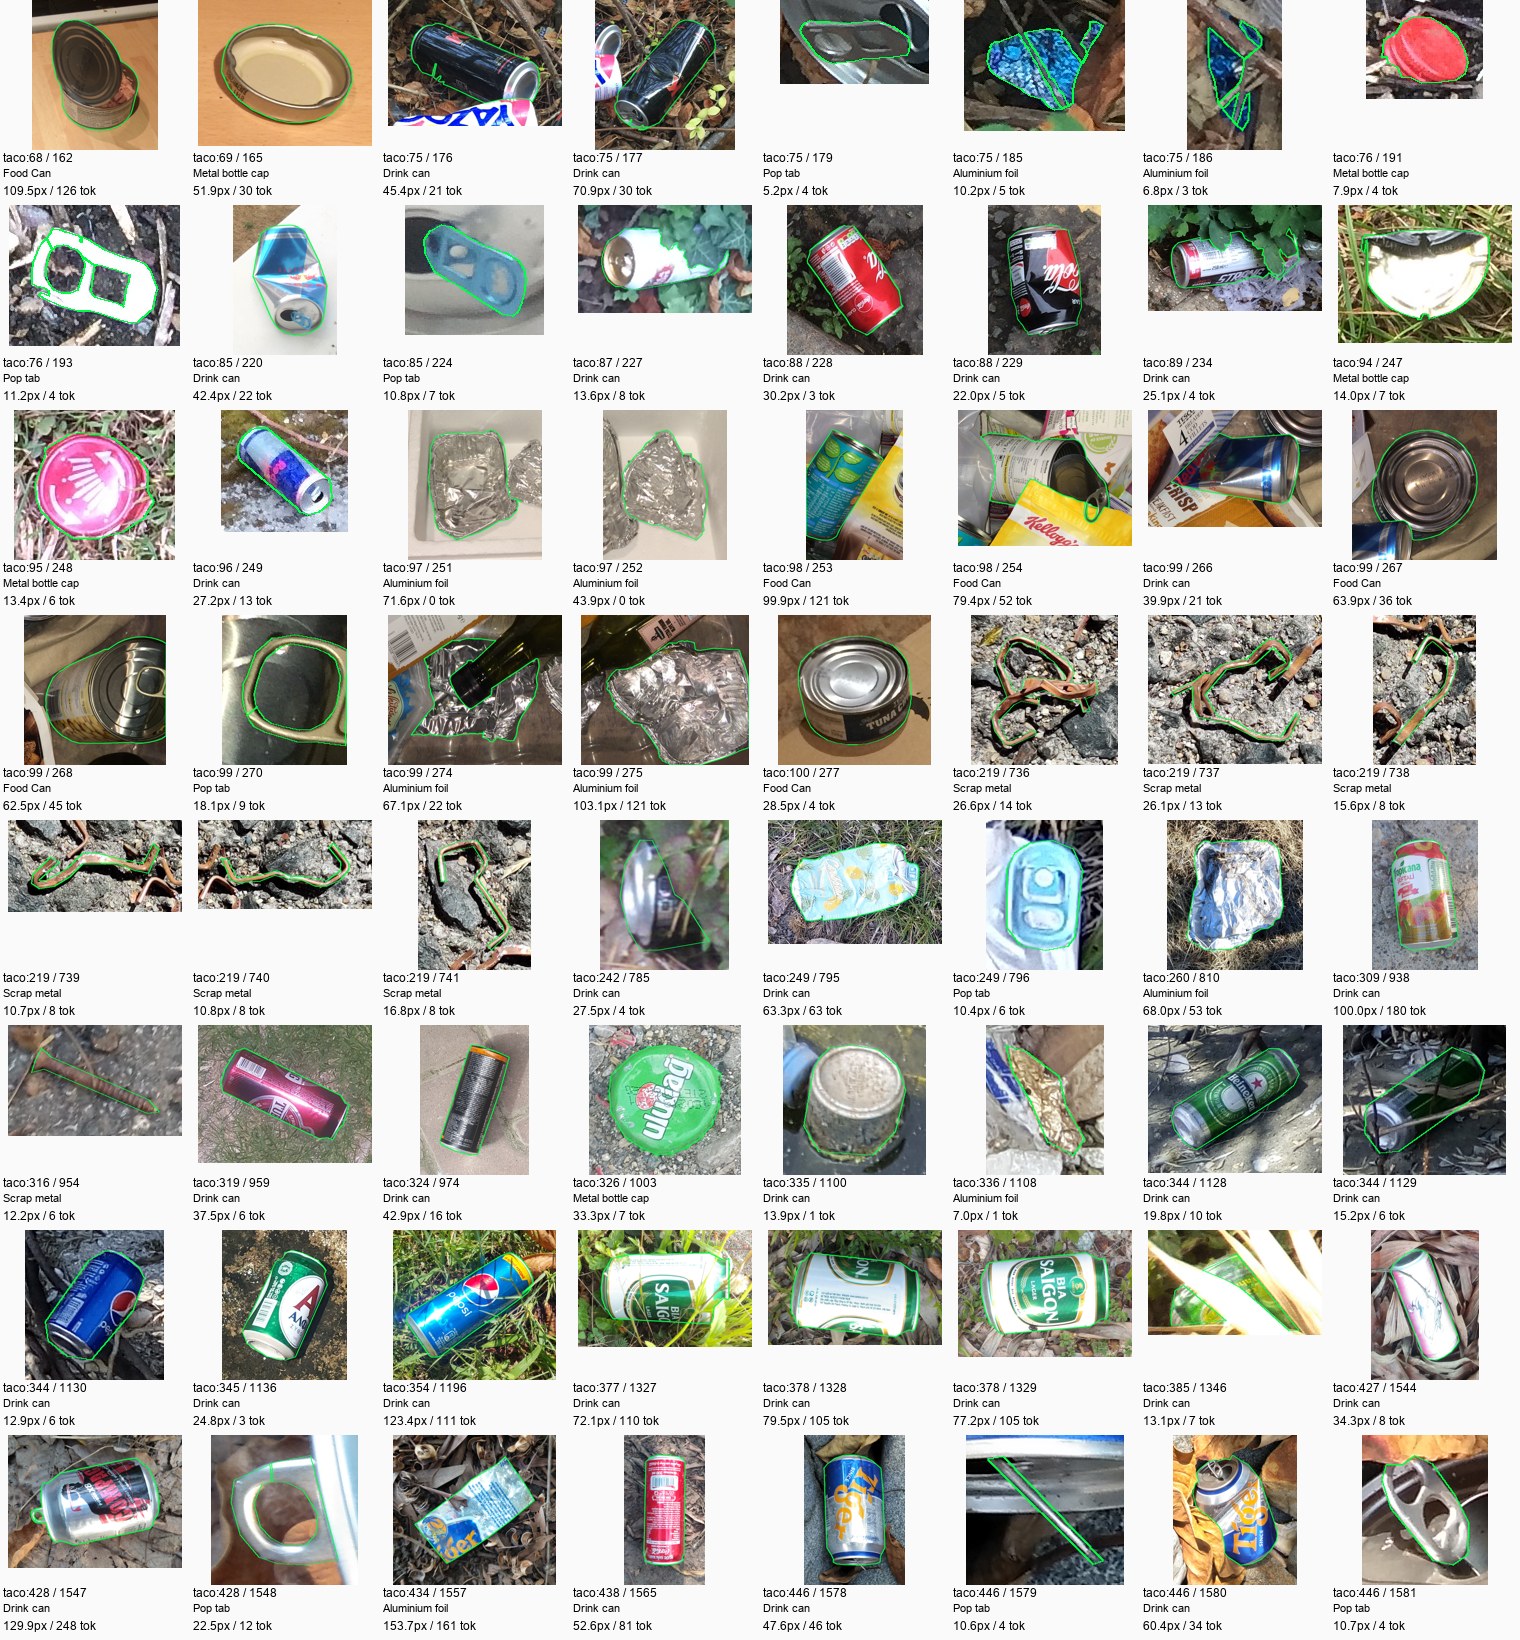 taco:68 / 162
Food Can
109.5px / 126 tok
taco:69 / 165
Metal bottle cap
51.9px / 30 tok
taco:75 / 176
Drink can
45.4px / 21 tok
taco:75 / 177
Drink can
70.9px / 30 tok
taco:75 / 179
Pop tab
5.2px / 4 tok
taco:75 / 185
Aluminium foil
10.2px / 5 tok
taco:75 / 186
Aluminium foil
6.8px / 3 tok
taco:76 / 191
Metal bottle cap
7.9px / 4 tok
taco:76 / 193
Pop tab
11.2px / 4 tok
taco:85 / 220
Drink can
42.4px / 22 tok
taco:85 / 224
Pop tab
10.8px / 7 tok
taco:87 / 227
Drink can
13.6px / 8 tok
taco:88 / 228
Drink can
30.2px / 3 tok
taco:88 / 229
Drink can
22.0px / 5 tok
taco:89 / 234
Drink can
25.1px / 4 tok
taco:94 / 247
Metal bottle cap
14.0px / 7 tok
taco:95 / 248
Metal bottle cap
13.4px / 6 tok
taco:96 / 249
Drink can
27.2px / 13 tok
taco:97 / 251
Aluminium foil
71.6px / 0 tok
taco:97 / 252
Aluminium foil
43.9px / 0 tok
taco:98 / 253
Food Can
99.9px / 121 tok
Kellogg's
taco:98 / 254
Food Can
79.4px / 52 tok
CRISP
taco:99 / 266
Drink can
39.9px / 21 tok
taco:99 / 267
Food Can
63.9px / 36 tok
taco:99 / 268
Food Can
62.5px / 45 tok
taco:99 / 270
Pop tab
18.1px / 9 tok
taco:99 / 274
Aluminium foil
67.1px / 22 tok
taco:99 / 275
Aluminium foil
103.1px / 121 tok
TUNA
taco:100 / 277
Food Can
28.5px / 4 tok
taco:219 / 736
Scrap metal
26.6px / 14 tok
taco:219 / 737
Scrap metal
26.1px / 13 tok
taco:219 / 738
Scrap metal
15.6px / 8 tok
taco:219 / 739
Scrap metal
10.7px / 8 tok
taco:219 / 740
Scrap metal
10.8px / 8 tok
taco:219 / 741
Scrap metal
16.8px / 8 tok
taco:242 / 785
Drink can
27.5px / 4 tok
taco:249 / 795
Drink can
63.3px / 63 tok
taco:249 / 796
Pop tab
10.4px / 6 tok
taco:260 / 810
Aluminium foil
68.0px / 53 tok
Tropicana
taco:309 / 938
Drink can
100.0px / 180 tok
taco:316 / 954
Scrap metal
12.2px / 6 tok
taco:319 / 959
Drink can
37.5px / 6 tok
taco:324 / 974
Drink can
42.9px / 16 tok
uludağ
taco:326 / 1003
Metal bottle cap
33.3px / 7 tok
taco:335 / 1100
Drink can
13.9px / 1 tok
taco:336 / 1108
Aluminium foil
7.0px / 1 tok
Heineken
taco:344 / 1128
Drink can
19.8px / 10 tok
taco:344 / 1129
Drink can
15.2px / 6 tok
taco:344 / 1130
Drink can
12.9px / 6 tok
taco:345 / 1136
Drink can
24.8px / 3 tok
pepsi
taco:354 / 1196
Drink can
123.4px / 111 tok
BIA
SAIG
taco:377 / 1327
Drink can
72.1px / 110 tok
taco:378 / 1328
Drink can
79.5px / 105 tok
BIA
SAIGON
taco:378 / 1329
Drink can
77.2px / 105 tok
taco:385 / 1346
Drink can
13.1px / 7 tok
taco:427 / 1544
Drink can
34.3px / 8 tok
taco:428 / 1547
Drink can
129.9px / 248 tok
taco:428 / 1548
Pop tab
22.5px / 12 tok
taco:434 / 1557
Aluminium foil
153.7px / 161 tok
taco:438 / 1565
Drink can
52.6px / 81 tok
Tiger
taco:446 / 1578
Drink can
47.6px / 46 tok
taco:446 / 1579
Pop tab
10.6px / 4 tok
Tiger
taco:446 / 1580
Drink can
60.4px / 34 tok
taco:446 / 1581
Pop tab
10.7px / 4 tok